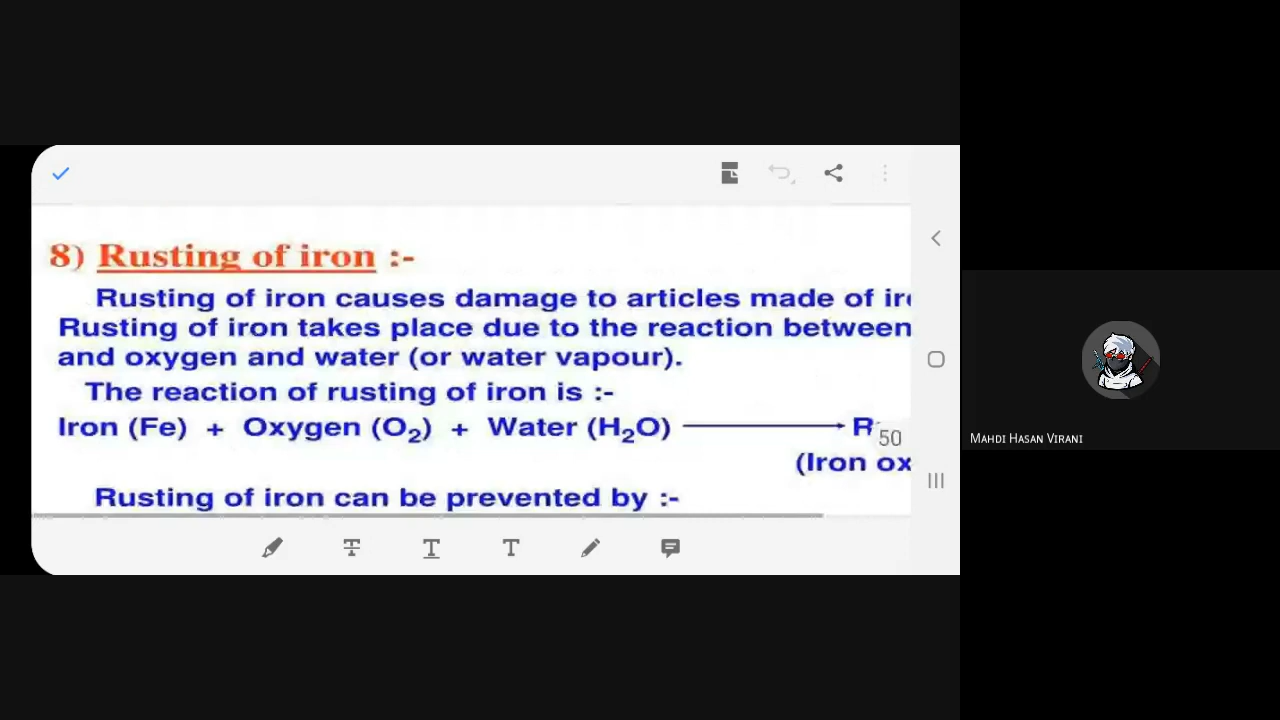 8) Rusting of iron :-
Rusting of iron causes damage to articles made of
Rusting of iron takes place due to the reaction between
and oxygen and water (or water vapour).
The reaction of rusting of iron is :-
Iron (Fe) + Oxygen (O₂) + Water (H₂O) ⟶
50
(Iron
Rusting of iron can be prevented by :-
MAHDI HASAN VIRANI